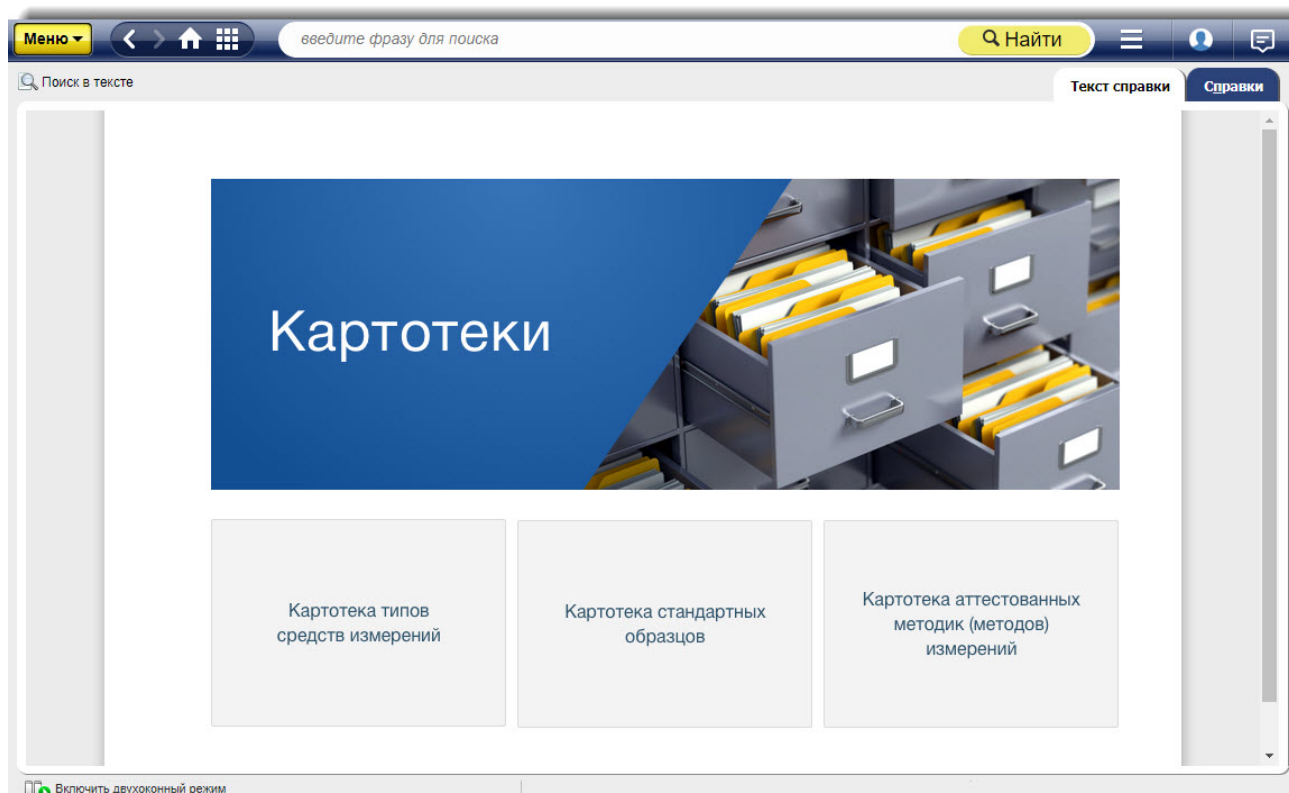 Меню
введите фразу для поиска
Найти
Поиск в тексте
Текст справки
Справки
Картотеки
Картотека типов
средств измерений
Картотека стандартных
образцов
Картотека аттестованных
методик (методов)
измерений
Включить двухоконный режим